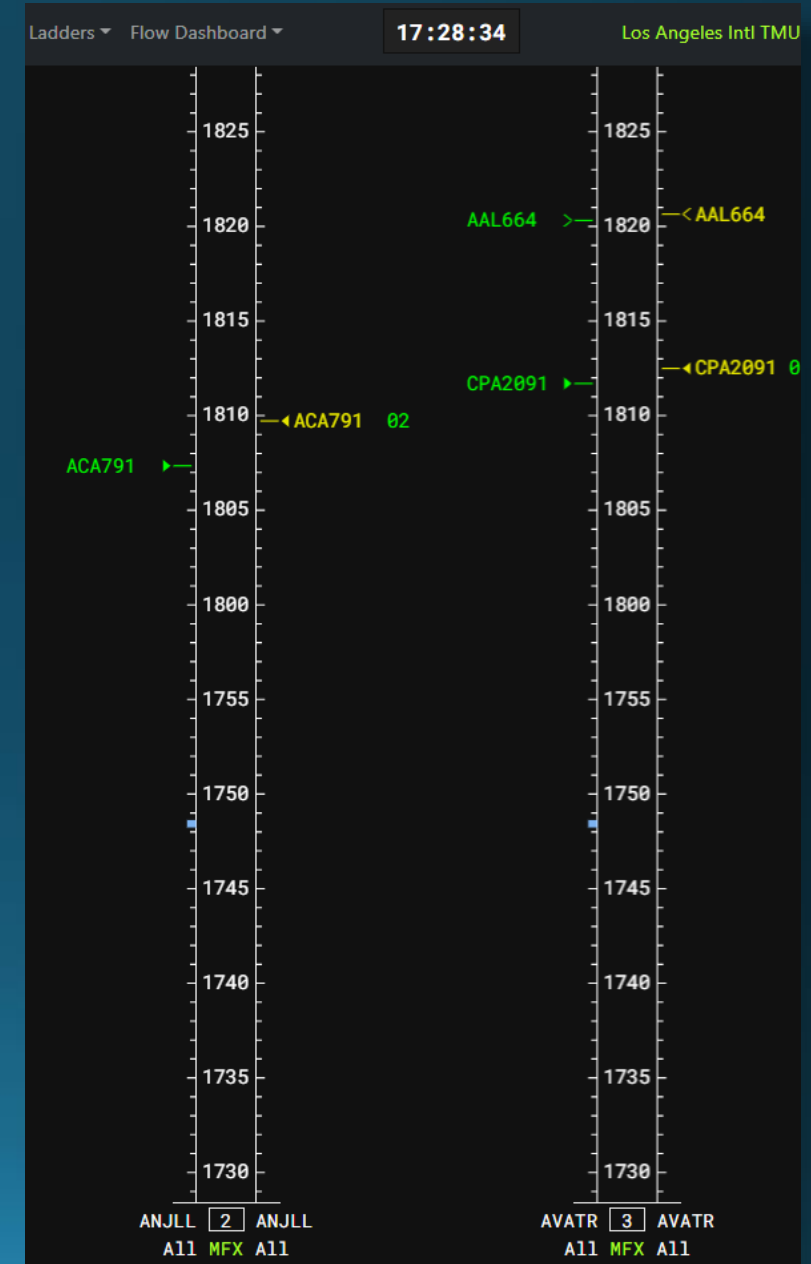 Ladders Flow Dashboard 17:28:34 Los Angeles Intl TMU
1825 1825
AAL664 1820 AAL664
1820
1815 1815
CPA2091 CPA2091 0
1810 ACA791 02 1810
ACA791
1805 1805
1800 1800
1755 1755
1750 1750
1745 1745
1740 1740
1735 1735
1730 1730
ANJLL 2 ANJLL AVATR 3 AVATR
All MFX All All MFX All